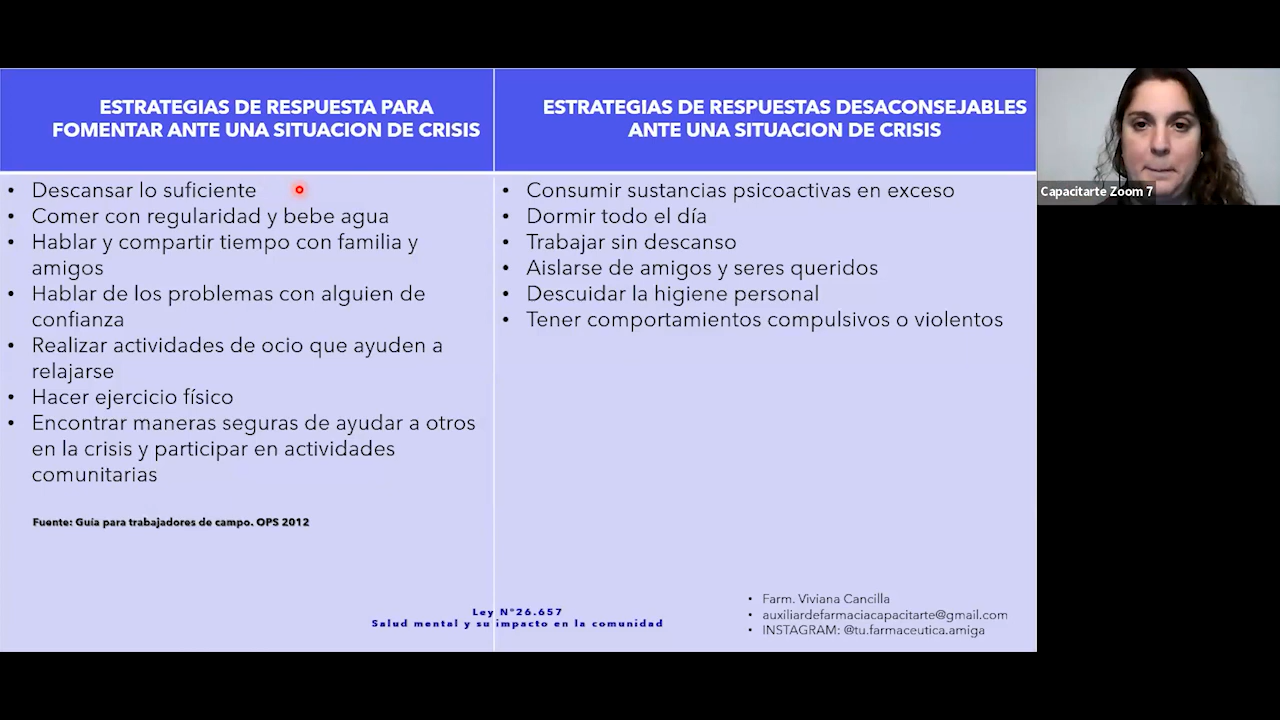 ESTRATEGIAS DE RESPUESTA PARA
FOMENTAR ANTE UNA SITUACION DE CRISIS
• Descansar lo suficiente
• Comer con regularidad y bebe agua
• Hablar y compartir tiempo con familia y
amigos
• Hablar de los problemas con alguien de
confianza
• Realizar actividades de ocio que ayuden a
relajarse
• Hacer ejercicio físico
• Encontrar maneras seguras de ayudar a otros
en la crisis y participar en actividades
comunitarias
Fuente: Guía para trabajadores de campo. OPS 2012
ESTRATEGIAS DE RESPUESTAS DESACONSEJABLES
ANTE UNA SITUACION DE CRISIS
• Consumir sustancias psicoactivas en exceso
• Dormir todo el día
• Trabajar sin descanso
• Aislarse de amigos y seres queridos
• Descuidar la higiene personal
• Tener comportamientos compulsivos o violentos
Ley N°26.657
Salud mental y su impacto en la comunidad
• Farm. Viviana Cancilla
• auxiliardefarmaciacapacitarte@gmail.com
• INSTAGRAM: @tu.farmaceutica.amiga
Capacitarte Zoom 7